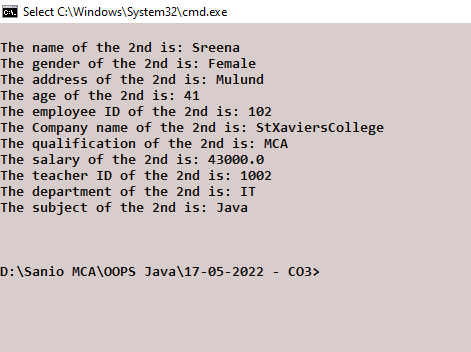 Select C:\Windows\System32\cmd.exe
The name of the 2nd is: Sreena
The gender of the 2nd is: Female
The address of the 2nd is: Mulund
The age of the 2nd is: 41
The employee ID of the 2nd is: 102
The Company name of the 2nd is: StXaviersCollege
The qualification of the 2nd is: MCA
The salary of the 2nd is: 43000.0
The teacher ID of the 2nd is: 1002
The department of the 2nd is: IT
The subject of the 2nd is: Java
D:\Sanio MCA\OOPS Java\17-05-2022 - CO3>